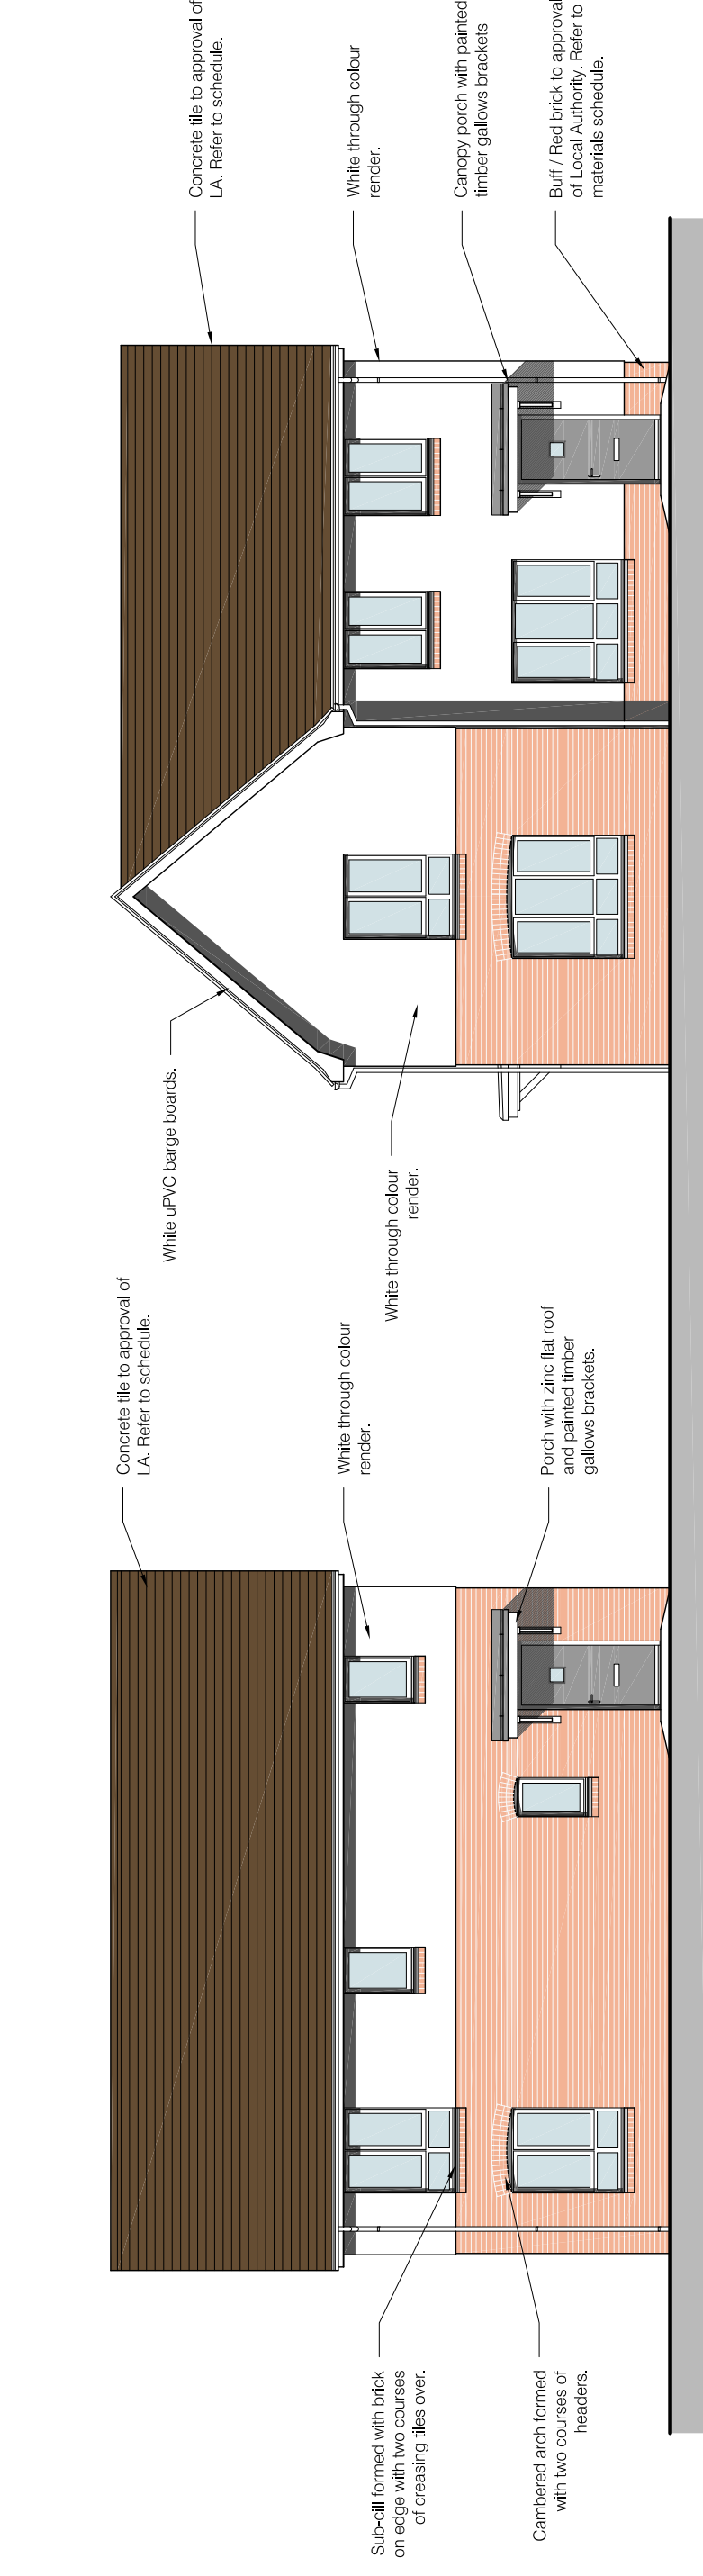 Sub-cill formed with brick
on edge with two courses
of creasing tiles over.
Cambered arch formed
with two courses of
headers.
Concrete tile to approval of
LA. Refer to schedule.
White through colour
render.
Porch with zinc flat roof
and painted timber
gallows brackets.
White uPVC barge boards.
White through colour
render.
Concrete tile to approval of
LA. Refer to schedule.
White through colour
render.
Canopy porch with painted
timber gallows brackets
Buff / Red brick to approval
of Local Authority. Refer to
materials schedule.